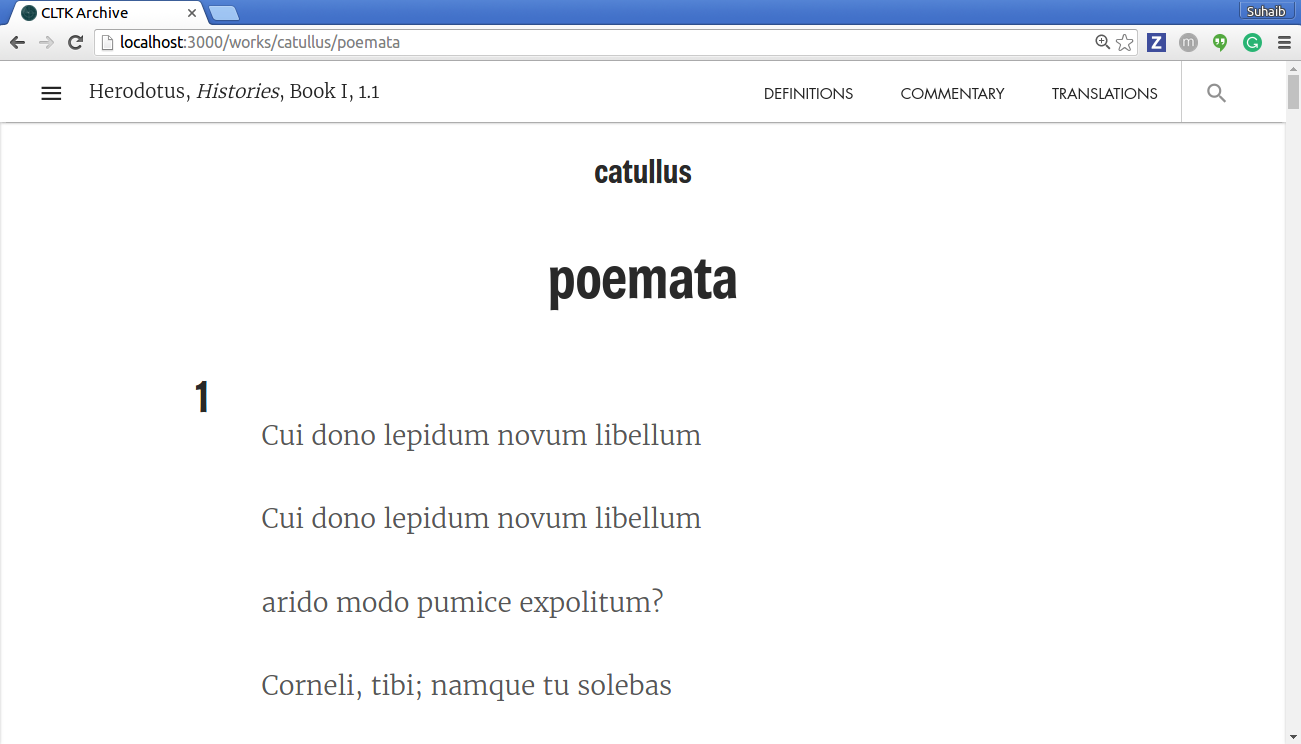 CLTK Archive
Suhaib
localhost:3000/works/catullus/poemata
Z
m
G
Herodotus, Histories, Book I, 1.1
DEFINITIONS
COMMENTARY
TRANSLATIONS
catullus
poemata
1
Cui dono lepidum novum libellum
Cui dono lepidum novum libellum
arido modo pumice expolitum?
Corneli, tibi; namque tu solebas